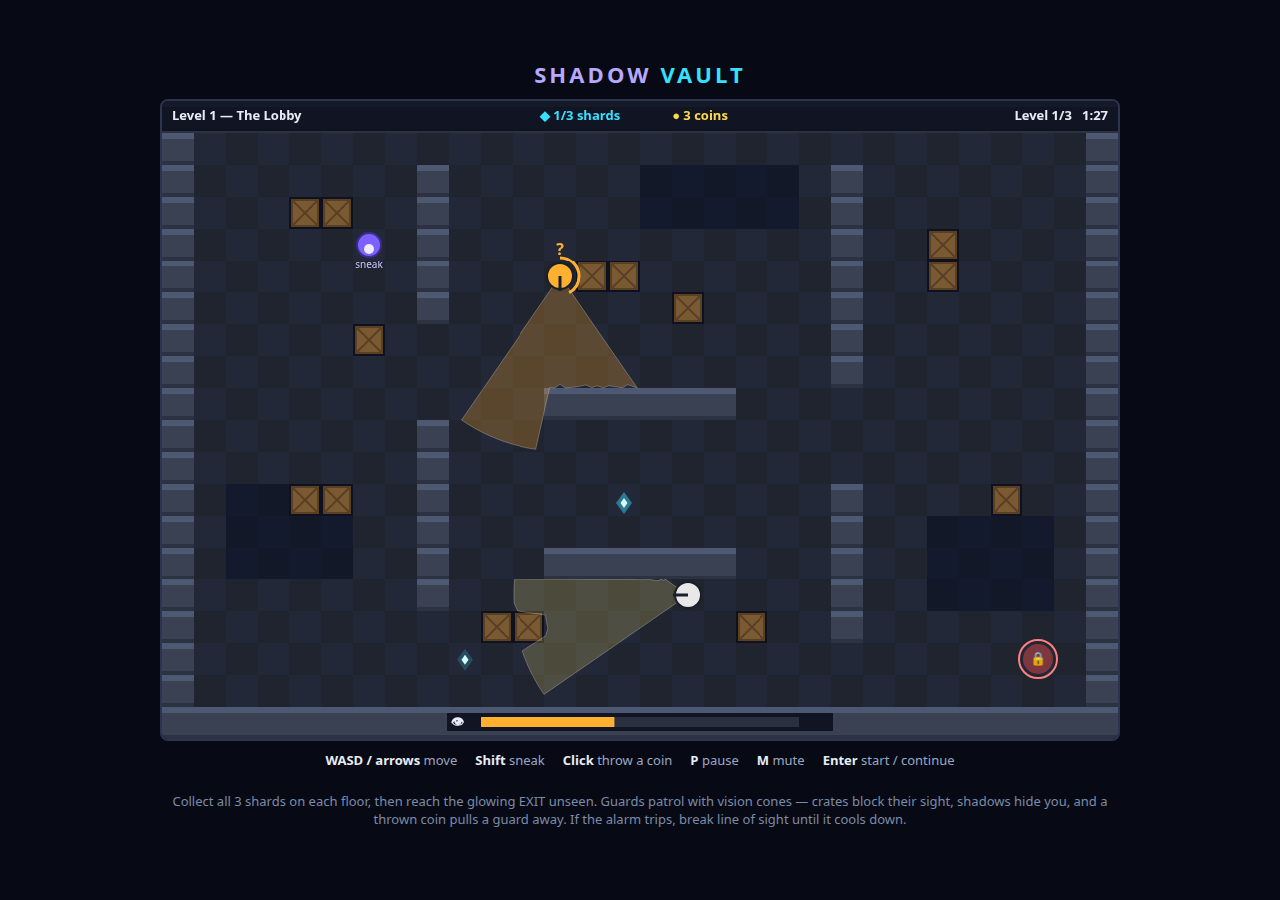 SHADOW VAULT
Level 1 — The Lobby
1/3 shards
3 coins
Level 1/3 1:27
?
sneak
WASD / arrows move Shift sneak Click throw a coin P pause M mute Enter start / continue
Collect all 3 shards on each floor, then reach the glowing EXIT unseen. Guards patrol with vision cones — crates block their sight, shadows hide you, and a
thrown coin pulls a guard away. If the alarm trips, break line of sight until it cools down.